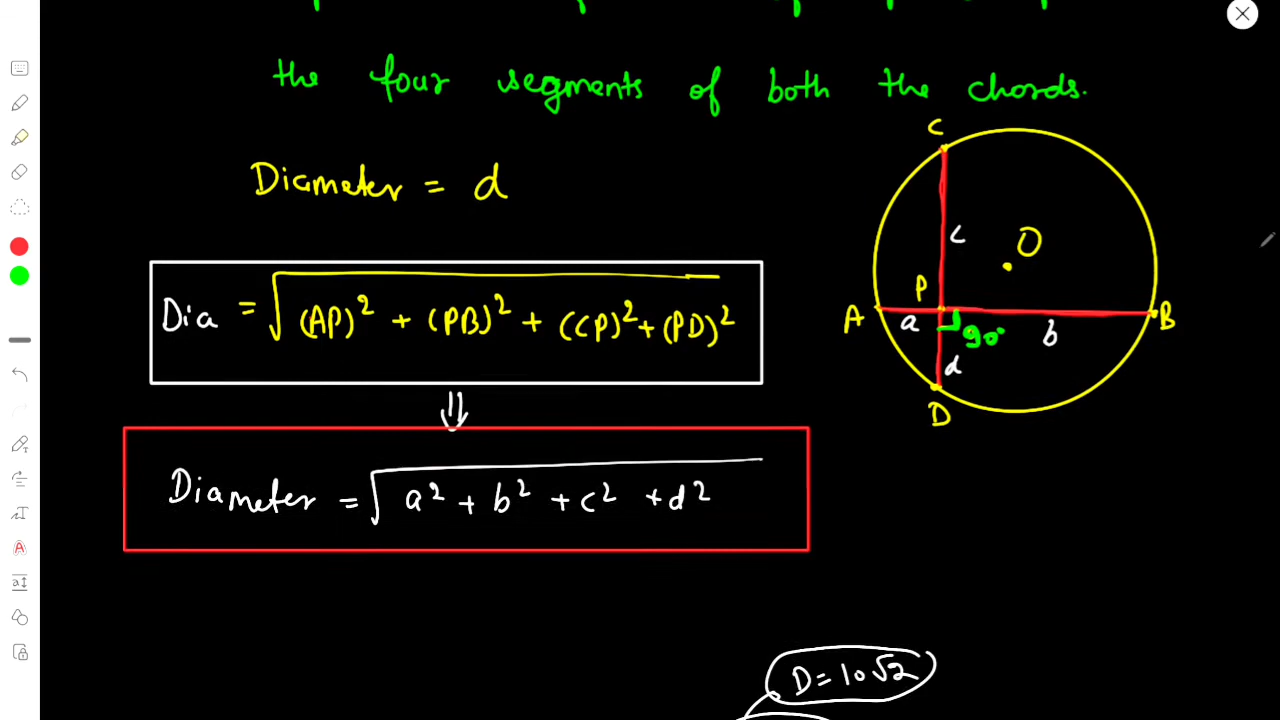 the four segments of both the chords.
Diameter = d
Dia = √(AP)² + (PB)² + (CP)² + (PD)²
⇓
Diameter = √a² + b² + c² + d²
D = 10√2
C
c
O
P
A
a
90°
b
B
d
D